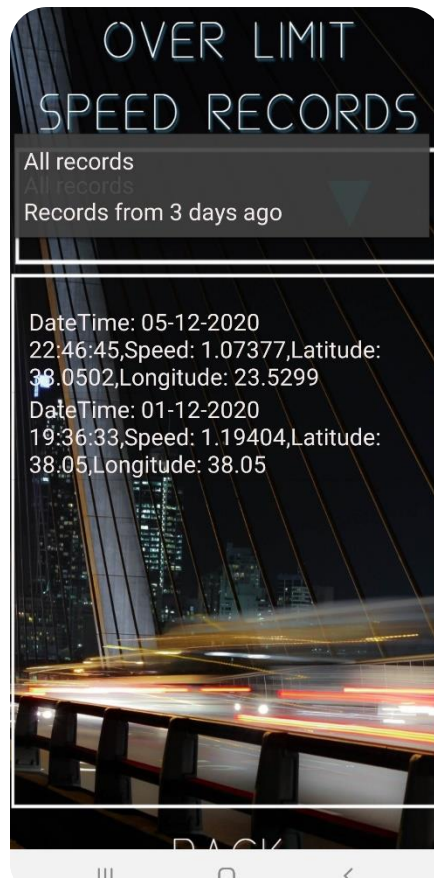 OVER LIMIT
SPEED RECORDS
All records
All records
Records from 3 days ago
DateTime: 05-12-2020
22:46:45,Speed: 1.07377,Latitude:
38.0502,Longitude: 23.5299
DateTime: 01-12-2020
19:36:33,Speed: 1.19404,Latitude:
38.05,Longitude: 38.05
BACK